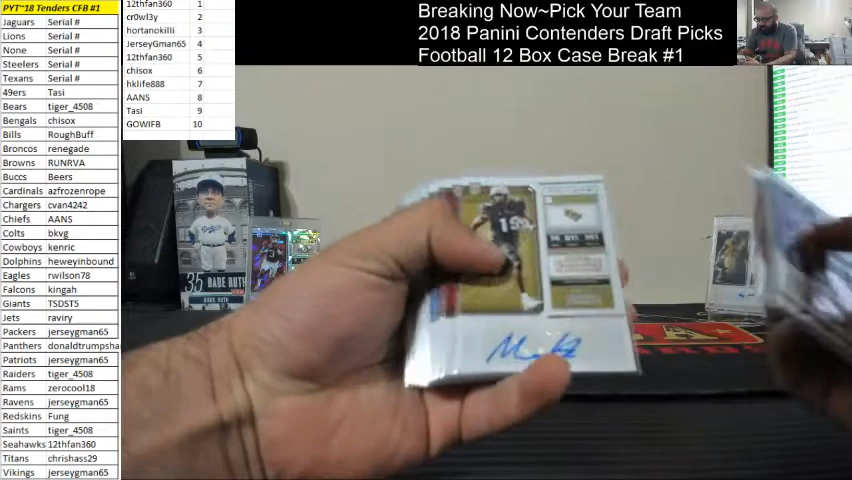 PYT~18 Tenders CFB #1
Jaguars Serial #
Lions Serial #
None Serial #
Steelers Serial #
Texans Serial #
49ers Tasi
Bears tiger_4508
Bengals chisox
Bills RoughBuff
Broncos renegade
Browns RUNRVA
Buccs Beers
Cardinals azfrozenrope
Chargers cvan4242
Chiefs AANS
Colts bkvg
Cowboys kenric
Dolphins heweyinbound
Eagles rwilson78
Falcons kingah
Giants TSDST5
Jets raviry
Packers jerseygman65
Panthers donaldtrumpsha
Patriots jerseygman65
Raiders tiger_4508
Rams zerocool18
Ravens jerseygman65
Redskins Fung
Saints tiger_4508
Seahawks 12thfan360
Titans chrishass29
Vikings jerseygman65
12thfan360 1
cr0wl3y 2
hortanokilli 3
JerseyGman65 4
12thfan360 5
chisox 6
hklife888 7
AANS 8
Tasi 9
GOWIFB 10
Breaking Now~Pick Your Team
2018 Panini Contenders Draft Picks
Football 12 Box Case Break #1
35 BABE RUTH
BABE RUTH
19